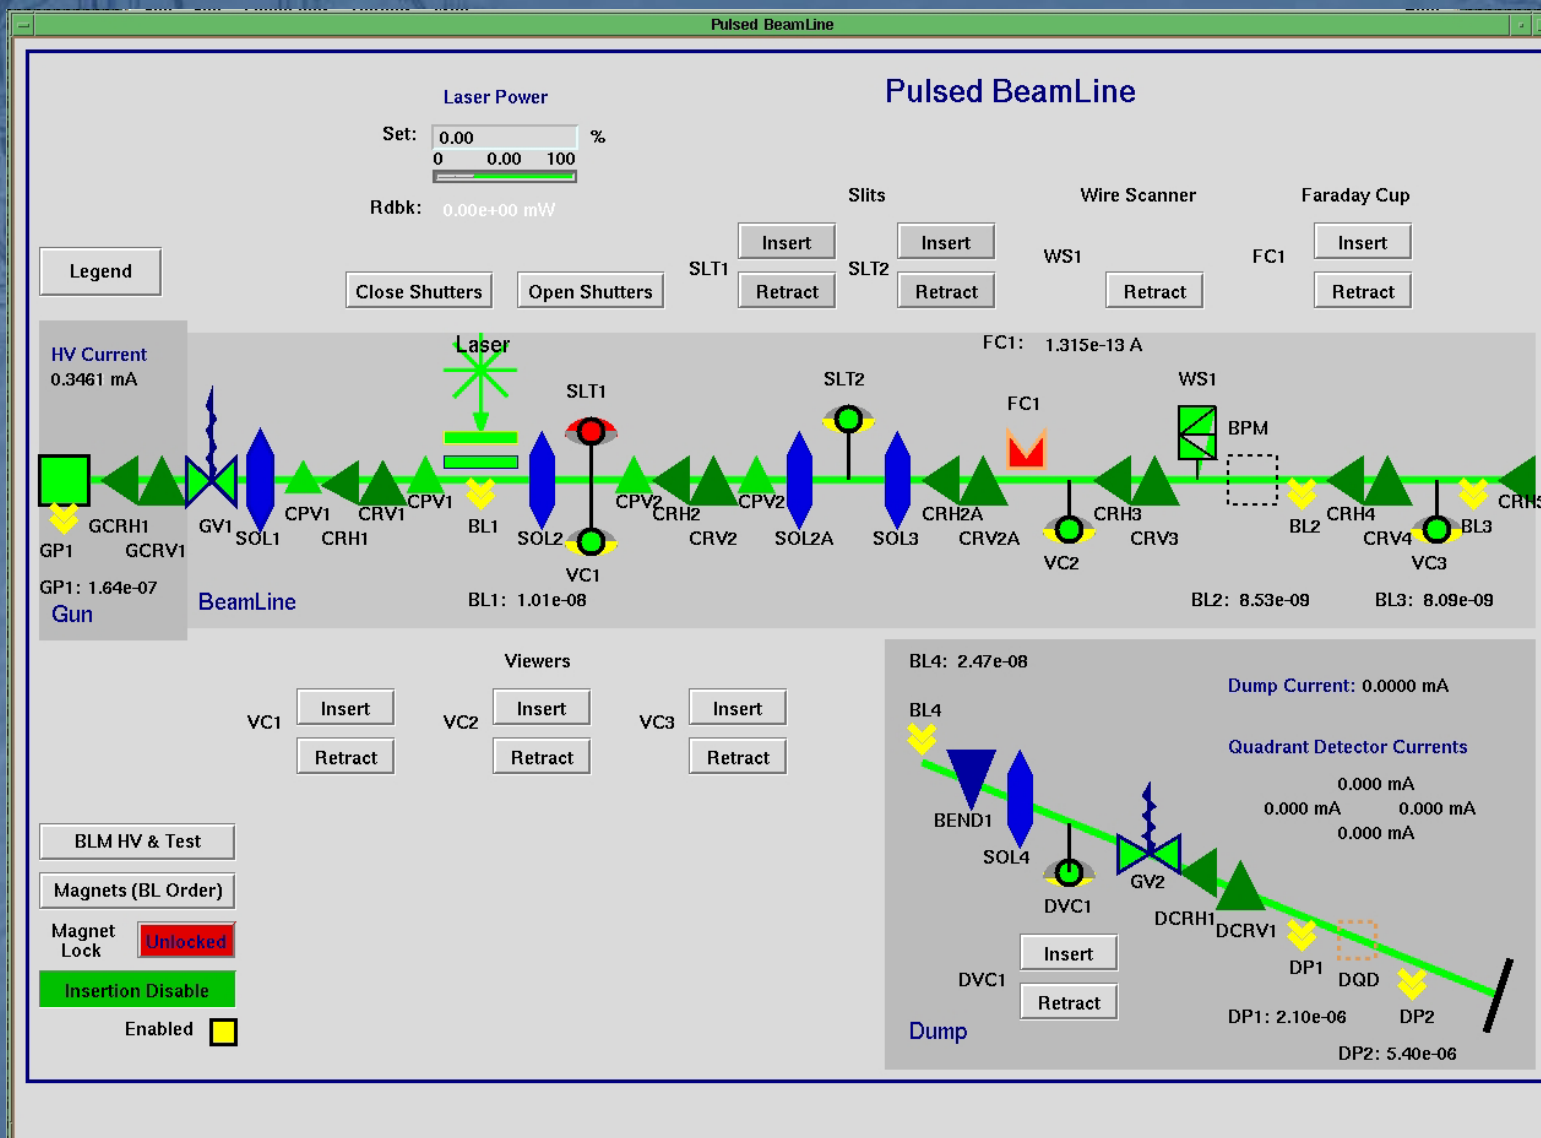 Pulsed BeamLine
Pulsed BeamLine
Laser Power
Set: 0.00 %
0 0.00 100
Rdbk: 0.00e+00 mW
Slits Wire Scanner Faraday Cup
SLT1 Insert SLT2 Insert WS1 FC1 Insert
Retract Retract Retract Retract
Legend
Close Shutters Open Shutters
HV Current
0.3461 mA
Laser
FC1: 1.315e-13 A
SLT1 SLT2 FC1 WS1
BPM
GP1 GCRH1 GCRV1 GV1 SOL1 CPV1 CRH1 CRV1 CPV1 BL1 SOL2 VC1 CPV2 CRH2 CRV2 CPV2 SOL2A SOL3 CRH2A CRV2A VC2 CRH3 CRV3 BL2 CRH4 CRV4 VC3 BL3
GP1: 1.64e-07
Gun
BeamLine
BL1: 1.01e-08 BL2: 8.53e-09 BL3: 8.09e-09
Viewers
VC1 Insert VC2 Insert VC3 Insert
Retract Retract Retract
BLM HV & Test
Magnets (BL Order)
Magnet
Lock
Unlocked
Insertion Disable
Enabled
BL4: 2.47e-08
Dump Current: 0.0000 mA
BL4
Quadrant Detector Currents
0.000 mA
0.000 mA 0.000 mA
0.000 mA
BEND1
SOL4
DVC1
GV2
DCRH1
DCRV1
DP1
DQD
DP2
DVC1 Insert
Retract
DP1: 2.10e-06
Dump
DP2: 5.40e-06